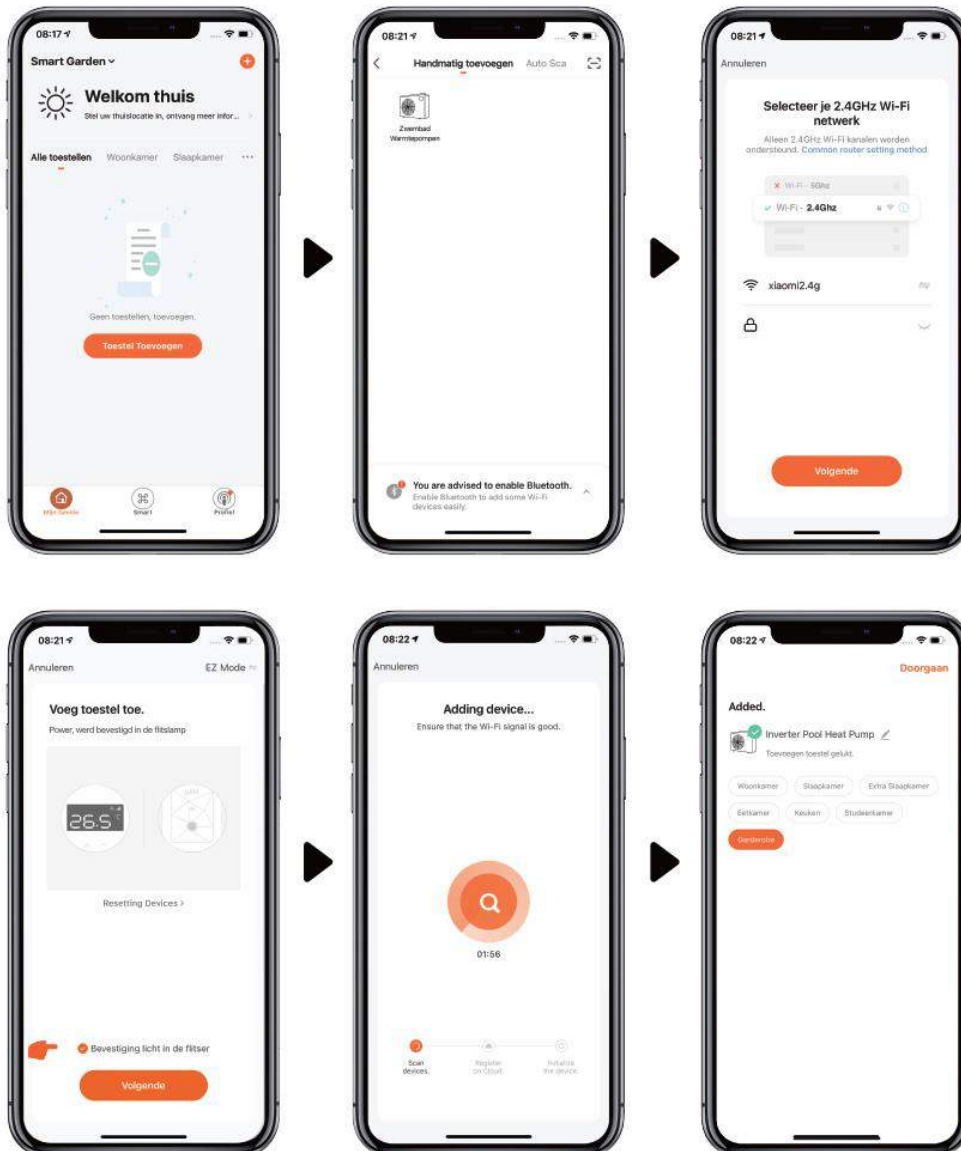 08:17
Smart Garden
Welkom thuis
Stel uw thuislocatie in, ontvang meer infor...
Alle toestellen Woonkamer Slaapkamer ...
Geen toestellen, toevoegen.
Toestel Toevoegen
Smart
Profiel
08:21
Handmatig toevoegen Auto Sca
Zwembad
Warmtepompen
You are advised to enable Bluetooth.
Enable Bluetooth to add some Wi-Fi
devices easily.
08:21
Annuleren
Selecteer je 2.4GHz Wi-Fi
netwerk
Alleen 2.4GHz Wi-Fi kanalen worden
ondersteund. Common router setting method
Wi-Fi - 5Ghz
Wi-Fi - 2.4Ghz
xiaomi2.4g
Volgende
08:21
Annuleren EZ Mode
Voeg toestel toe.
Power, werd bevestigd in de flitslamp
26.5 °C
Resetting Devices >
Bevestiging licht in de flitser
Volgende
08:22
Annuleren
Adding device...
Ensure that the Wi-Fi signal is good.
01:56
Scan
devices.
Register
on Cloud.
Initialize
the device.
08:22
Doorgaan
Added.
Inverter Pool Heat Pump
Toevoegen toestel gelukt.
Woonkamer Slaapkamer Extra Slaapkamer
Eetkamer Keuken Studeerkamer
Garderobe